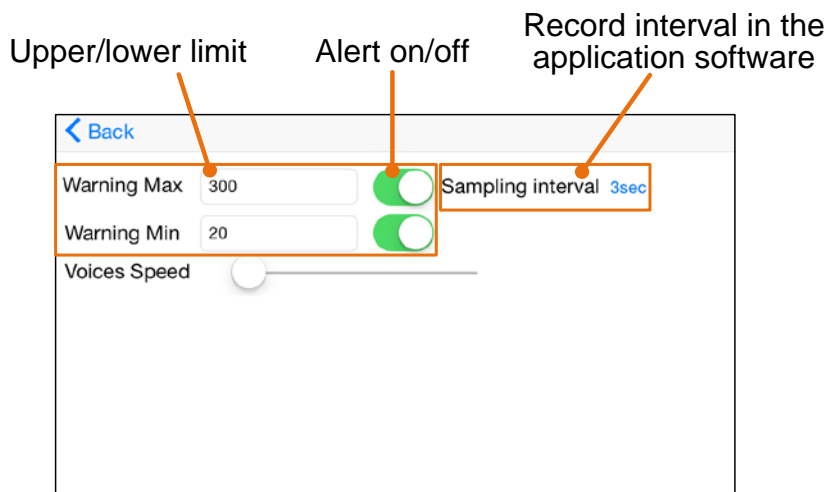 Upper/lower limit
Alert on/off
Record interval in the
application software
Back
Warning Max 300
Sampling interval 3sec
Warning Min 20
Voices Speed